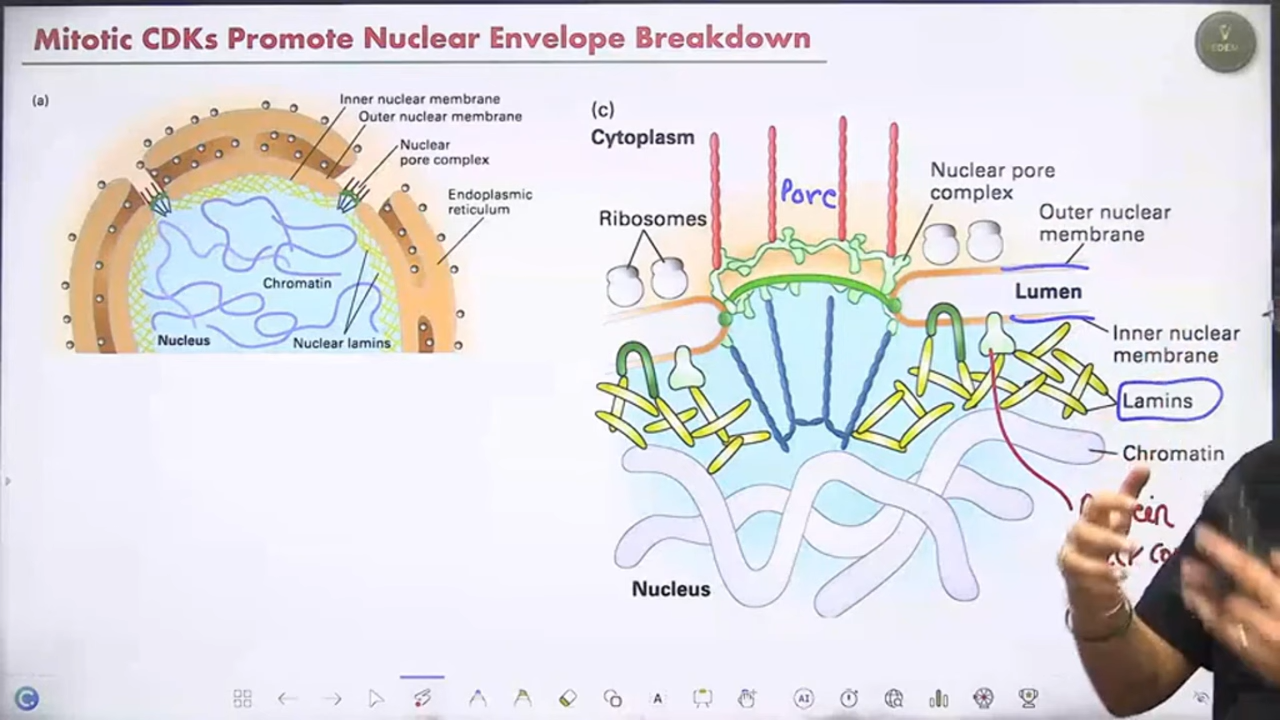 Mitotic CDKs Promote Nuclear Envelope Breakdown
(a)
Inner nuclear membrane
Outer nuclear membrane
Nuclear
pore complex
Endoplasmic
reticulum
Chromatin
Nucleus
Nuclear lamins
(c)
Cytoplasm
Pore
Nuclear pore
complex
Ribosomes
Outer nuclear
membrane
Lumen
Inner nuclear
membrane
Lamins
Chromatin
Nucleus
A
AI